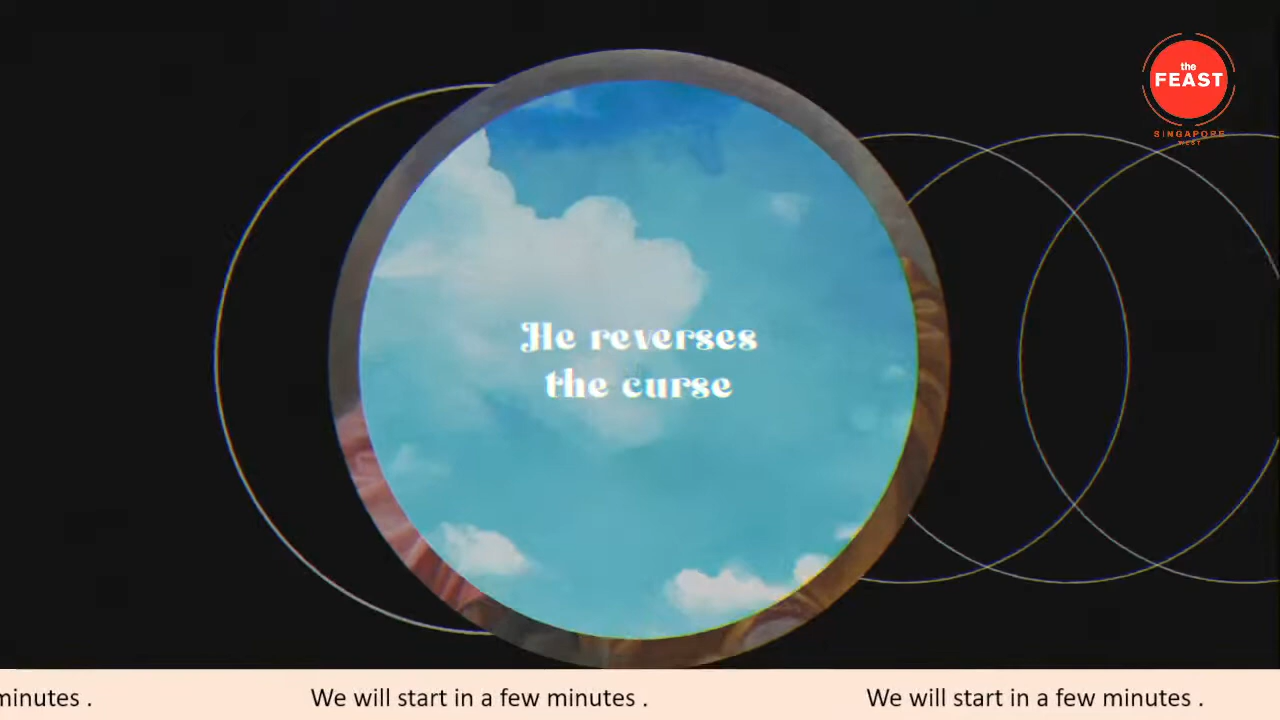 the
FEAST
SINGAPORE
WEST
He reverses
the curse
minutes .
We will start in a few minutes .
We will start in a few minutes .